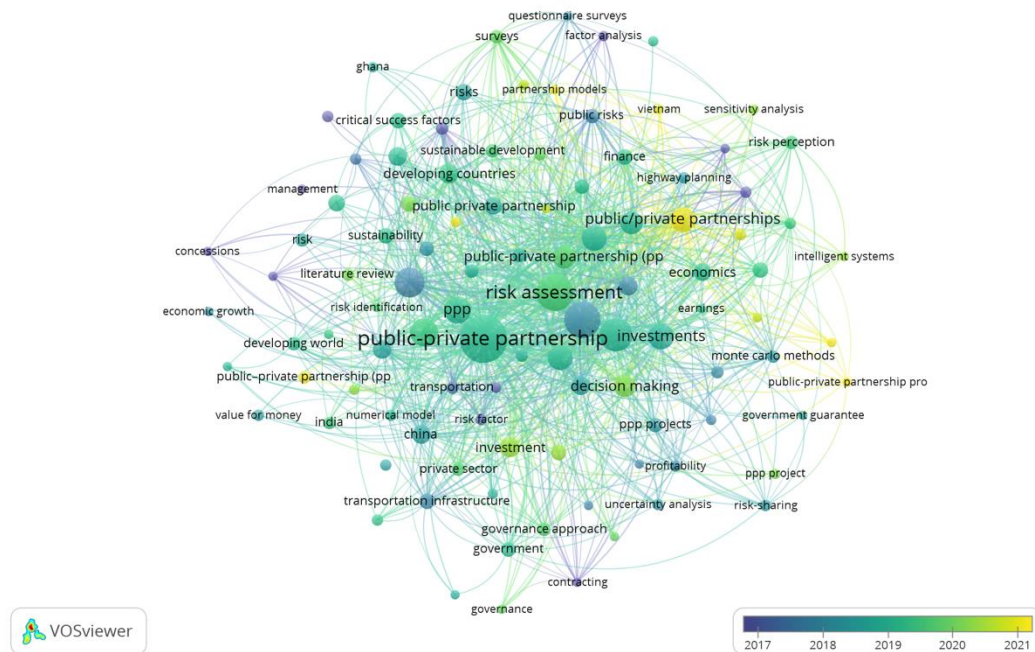 questionnaire surveys
surveys
factor analysis
ghana
risks
partnership models
vietnam
sensitivity analysis
critical success factors
public risks
risk perception
sustainable development
finance
developing countries
highway planning
management
public private partnership
public/private partnerships
risk
sustainability
concessions
public-private partnership (pp
intelligent systems
literature review
economics
risk assessment
risk identification
economic growth
ppp
earnings
public-private partnership
investments
developing world
monte carlo methods
public–private partnership (pp
transportation
decision making
public-private partnership pro
value for money
numerical model
risk factor
government guarantee
india
china
ppp projects
investment
private sector
profitability
ppp project
transportation infrastructure
uncertainty analysis
risk-sharing
governance approach
government
contracting
governance
VOSviewer
2017 2018 2019 2020 2021